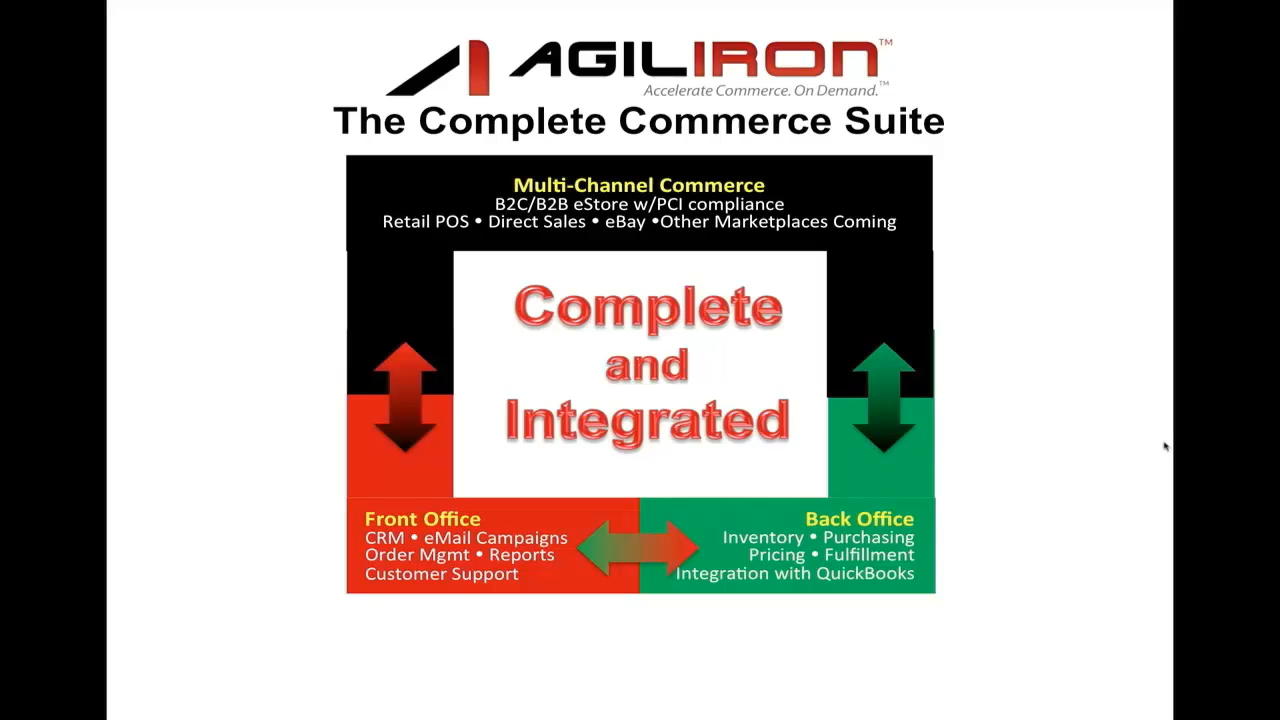 AGILIRON™
Accelerate Commerce. On Demand.™
The Complete Commerce Suite
Multi-Channel Commerce
B2C/B2B eStore w/PCI compliance
Retail POS • Direct Sales • eBay •Other Marketplaces Coming
Complete
and
Integrated
Front Office
CRM • eMail Campaigns
Order Mgmt • Reports
Customer Support
Back Office
Inventory • Purchasing
Pricing • Fulfillment
Integration with QuickBooks